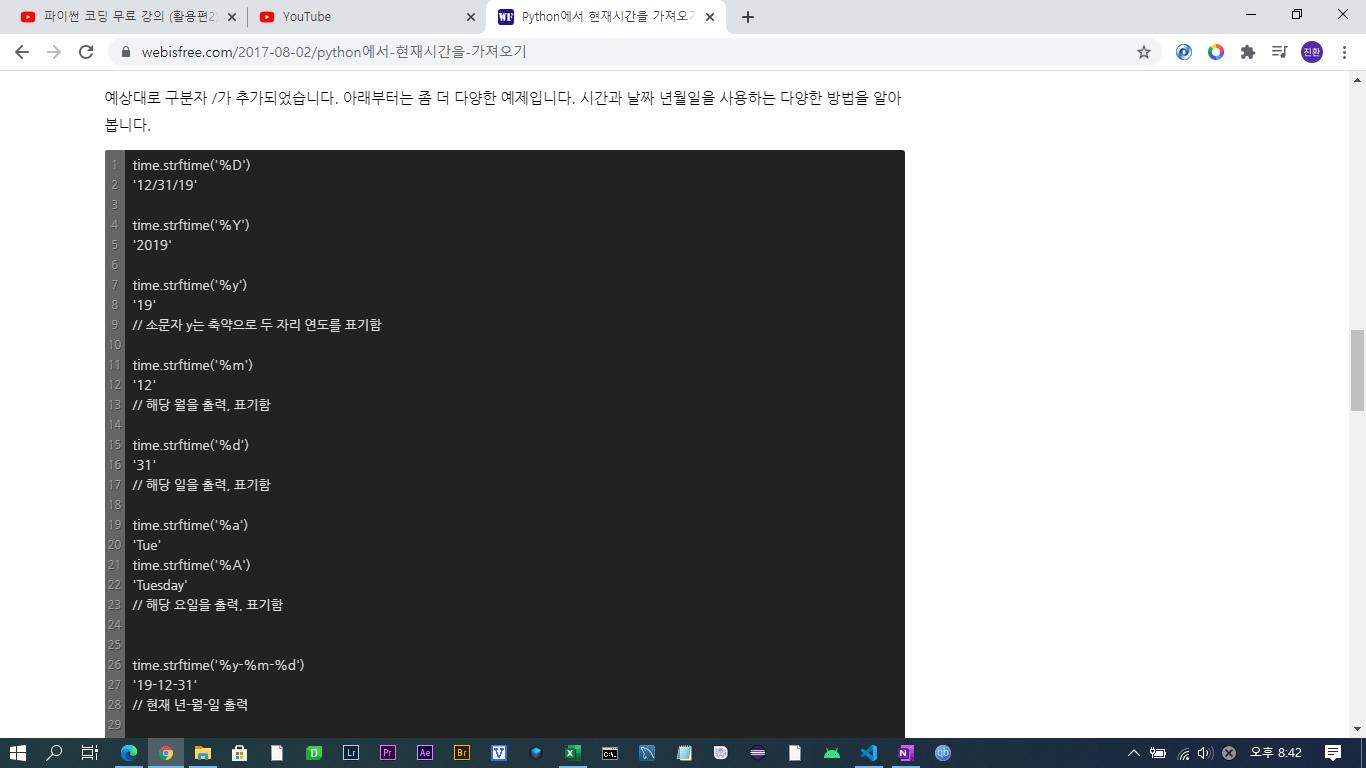 파이썬 코딩 무료 강의 (활용편2)
YouTube
Python에서 현재시간을 가져오기
webisfree.com/2017-08-02/python에서-현재시간을-가져오기
진환
예상대로 구분자 /가 추가되었습니다. 아래부터는 좀 더 다양한 예제입니다. 시간과 날짜 년월일을 사용하는 다양한 방법을 알아
봅니다.
1 time.strftime('%D')
2 '12/31/19'
3
4 time.strftime('%Y')
5 '2019'
6
7 time.strftime('%y')
8 '19'
9 // 소문자 y는 축약으로 두 자리 연도를 표기함
10
11 time.strftime('%m')
12 '12'
13 // 해당 월을 출력, 표기함
14
15 time.strftime('%d')
16 '31'
17 // 해당 일을 출력, 표기함
18
19 time.strftime('%a')
20 'Tue'
21 time.strftime('%A')
22 'Tuesday'
23 // 해당 요일을 출력, 표기함
24
25
26 time.strftime('%y-%m-%d')
27 '19-12-31'
28 // 현재 년-월-일 출력
29
Lr Pr Ae Br
오후 8:42